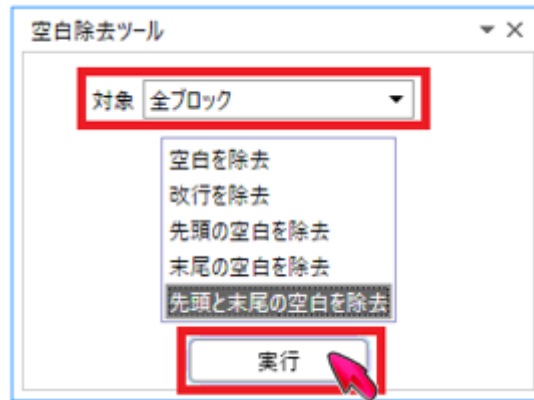 空白除去ツール
対象 全ブロック
空白を除去
改行を除去
先頭の空白を除去
末尾の空白を除去
先頭と末尾の空白を除去
実行